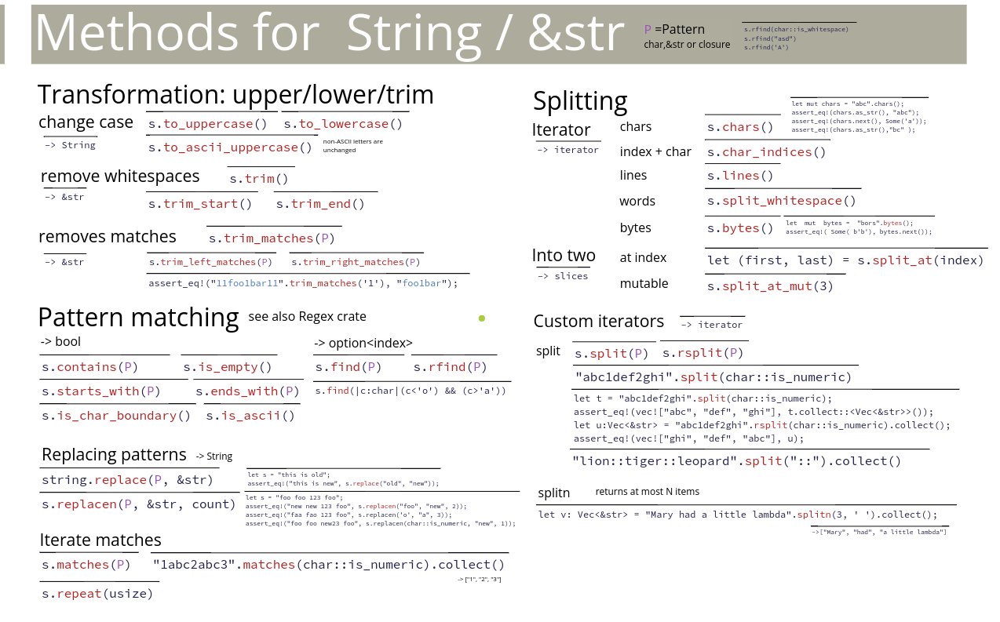 Methods for String / &str
P =Pattern
char,&str or closure
s.rfind(char::is_whitespace)
s.rfind("asd")
s.rfind('A')
Transformation: upper/lower/trim
change case
-> String
s.to_uppercase()
s.to_lowercase()
s.to_ascii_uppercase()
non-ASCII letters are
unchanged
remove whitespaces
-> &str
s.trim()
s.trim_start()
s.trim_end()
removes matches
-> &str
s.trim_matches(P)
s.trim_left_matches(P)
s.trim_right_matches(P)
assert_eq!("11foo1bar11".trim_matches('1'), "foo1bar");
Pattern matching
see also Regex crate
-> bool
s.contains(P)
s.is_empty()
s.starts_with(P)
s.ends_with(P)
s.is_char_boundary()
s.is_ascii()
-> option<index>
s.find(P)
s.rfind(P)
s.find(|c:char|(c<'o') && (c>'a'))
Replacing patterns
-> String
string.replace(P, &str)
let s = "this is old";
assert_eq!("this is new", s.replace("old", "new"));
s.replacen(P, &str, count)
let s = "foo foo 123 foo";
assert_eq!("new new 123 foo", s.replacen("foo", "new", 2));
assert_eq!("faa fao 123 foo", s.replacen('o', "a", 3));
assert_eq!("foo foo new23 foo", s.replacen(char::is_numeric, "new", 1));
Iterate matches
s.matches(P)
"1abc2abc3".matches(char::is_numeric).collect()
-> ["1", "2", "3"]
s.repeat(usize)
Splitting
Iterator
-> iterator
chars
s.chars()
let mut chars = "abc".chars();
assert_eq!(chars.as_str(), "abc");
assert_eq!(chars.next(), Some('a'));
assert_eq!(chars.as_str(),"bc" );
index + char
s.char_indices()
lines
s.lines()
words
s.split_whitespace()
bytes
s.bytes()
let mut bytes = "bors".bytes();
assert_eq!( Some( b'b'), bytes.next());
Into two
-> slices
at index
let (first, last) = s.split_at(index)
mutable
s.split_at_mut(3)
Custom iterators
-> iterator
split
s.split(P)
s.rsplit(P)
"abc1def2ghi".split(char::is_numeric)
let t = "abc1def2ghi".split(char::is_numeric);
assert_eq!(vec!["abc", "def", "ghi"], t.collect::<Vec<&str>>());
let u:Vec<&str> = "abc1def2ghi".rsplit(char::is_numeric).collect();
assert_eq!(vec!["ghi", "def", "abc"], u);
"lion::tiger::leopard".split("::").collect()
splitn
returns at most N items
let v: Vec<&str> = "Mary had a little lambda".splitn(3, ' ').collect();
->["Mary", "had", "a little lambda"]